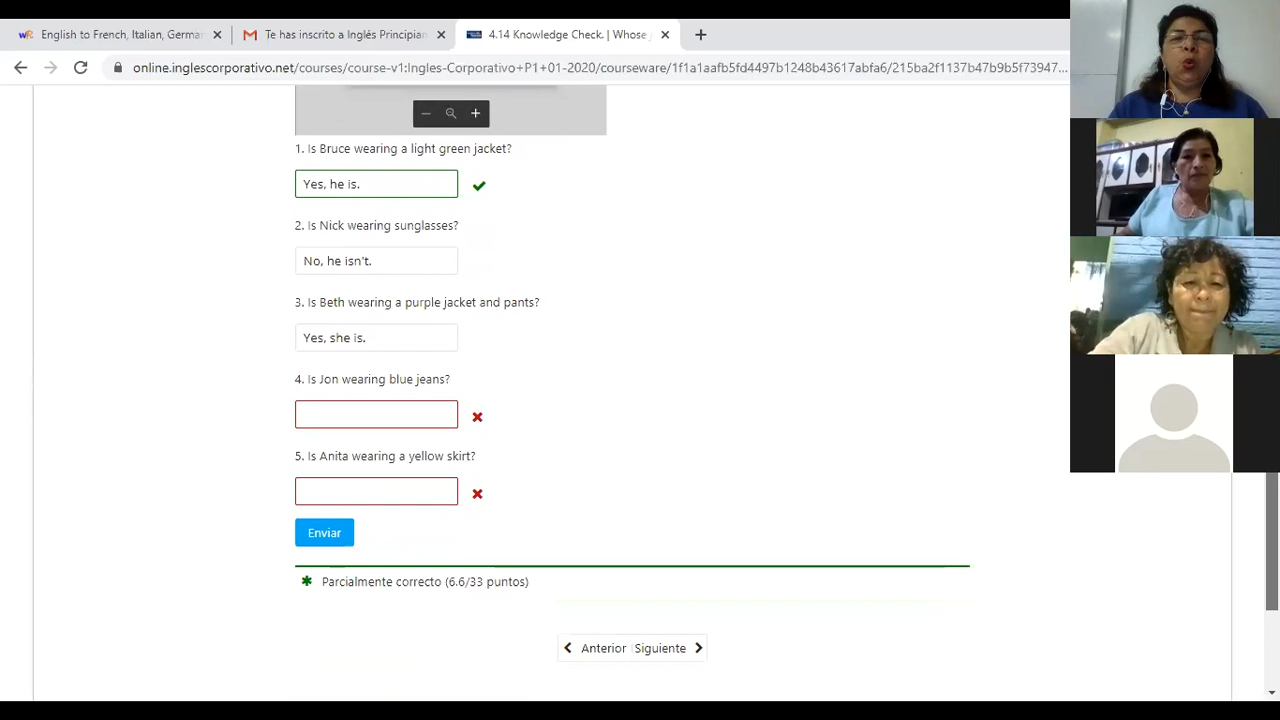 English to French, Italian, Germa
Te has inscrito a Inglés Principian
4.14 Knowledge Check. | Whose
online.inglescorporativo.net/courses/course-v1:Ingles-Corporativo+P1+01-2020/courseware/1f1a1aafb5fd4497b1248b43617abfa6/215ba2f1137b47b9b5f73947...
1. Is Bruce wearing a light green jacket?
Yes, he is.
2. Is Nick wearing sunglasses?
No, he isn't.
3. Is Beth wearing a purple jacket and pants?
Yes, she is.
4. Is Jon wearing blue jeans?
5. Is Anita wearing a yellow skirt?
Enviar
Parcialmente correcto (6.6/33 puntos)
Anterior Siguiente